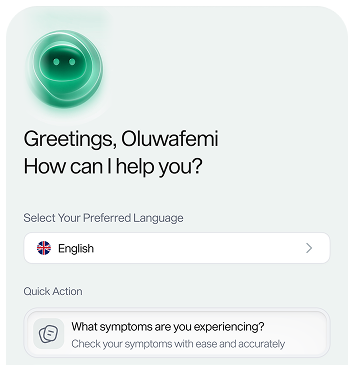 Greetings, Oluwafemi
How can I help you?
Select Your Preferred Language
English
Quick Action
What symptoms are you experiencing?
Check your symptoms with ease and accurately